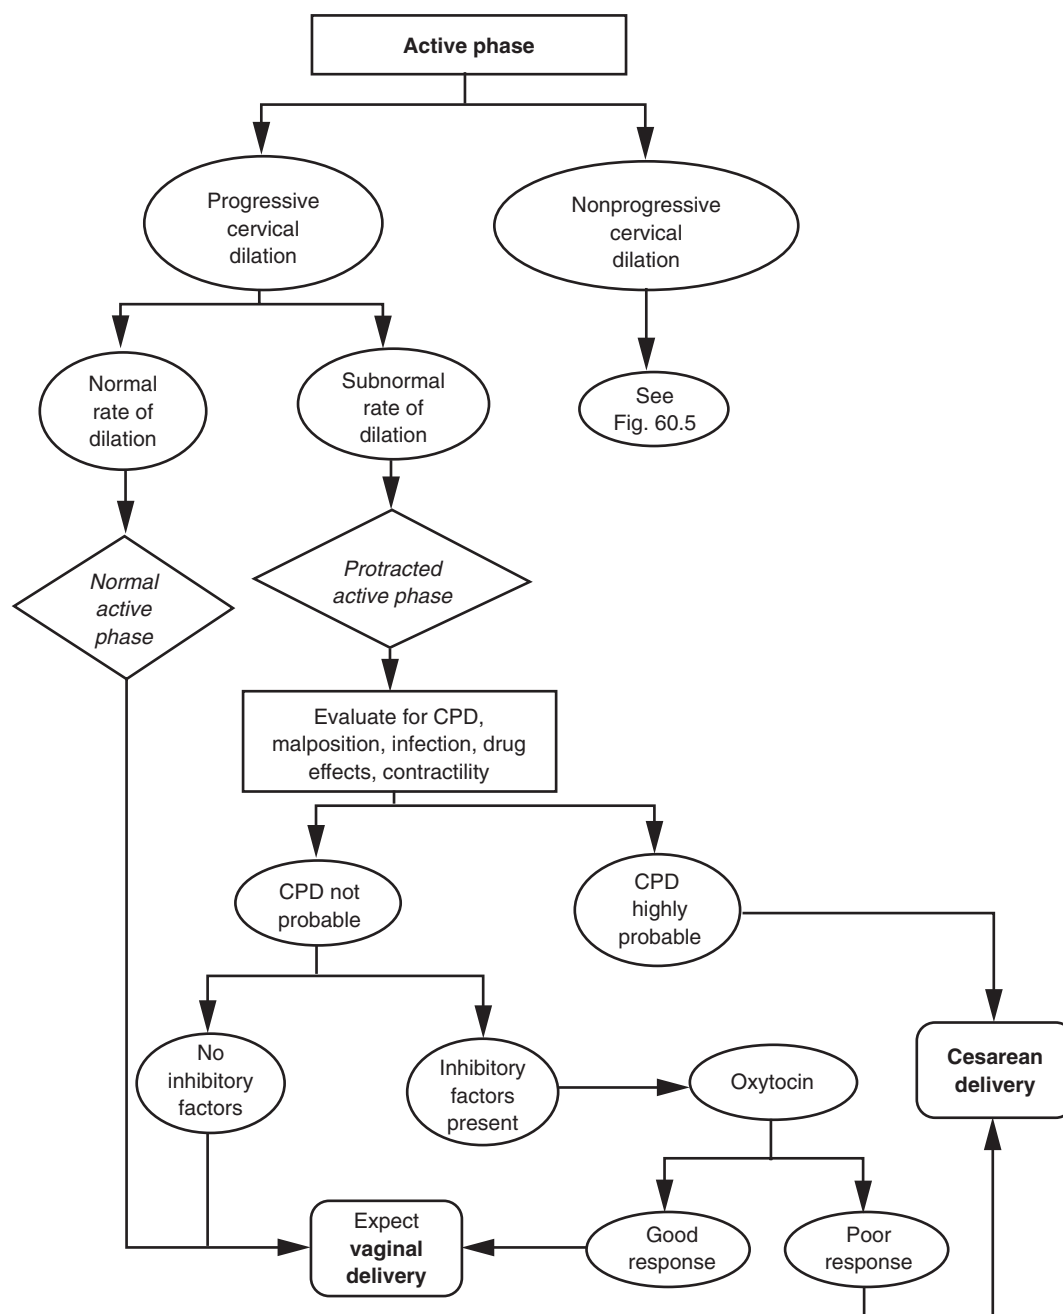 Active phase
Progressive
cervical
dilation
Nonprogressive
cervical
dilation
Normal
rate of
dilation
Subnormal
rate of
dilation
See
Fig. 60.5
Normal
active
phase
Protracted
active phase
Evaluate for CPD,
malposition, infection, drug
effects, contractility
CPD not
probable
CPD
highly
probable
No
inhibitory
factors
Inhibitory
factors
present
Oxytocin
Cesarean
delivery
Expect
vaginal
delivery
Good
response
Poor
response